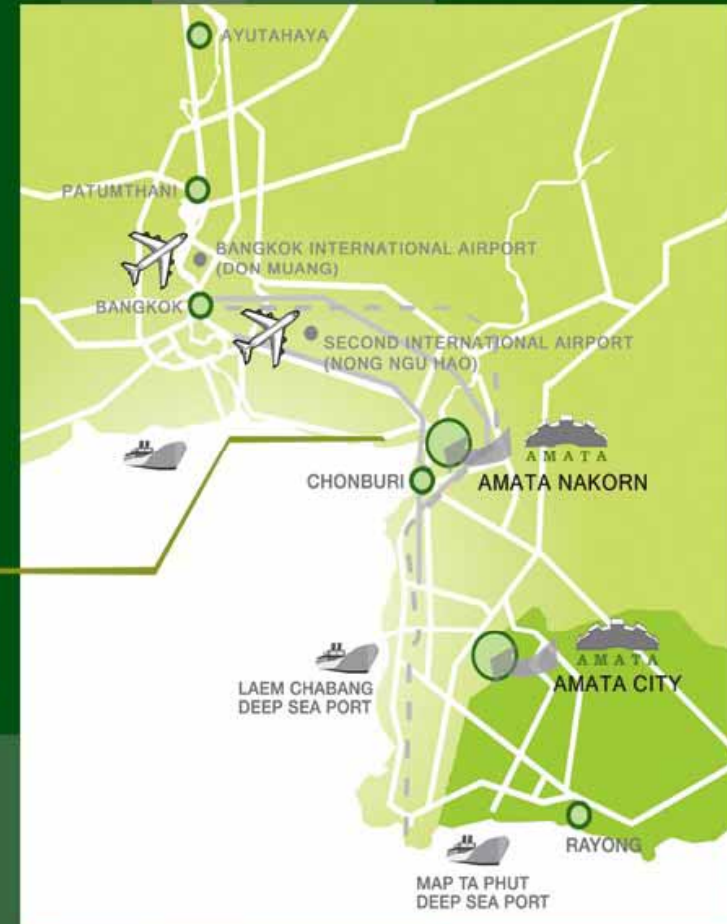 AYUTAHAYA
PATUMTHANI
BANGKOK INTERNATIONAL AIRPORT
(DON MUANG)
BANGKOK
SECOND INTERNATIONAL AIRPORT
(NONG NGU HAO)
AMATA
AMATA NAKORN
CHONBURI
AMATA
AMATA CITY
LAEM CHABANG
DEEP SEA PORT
RAYONG
MAP TA PHUT
DEEP SEA PORT